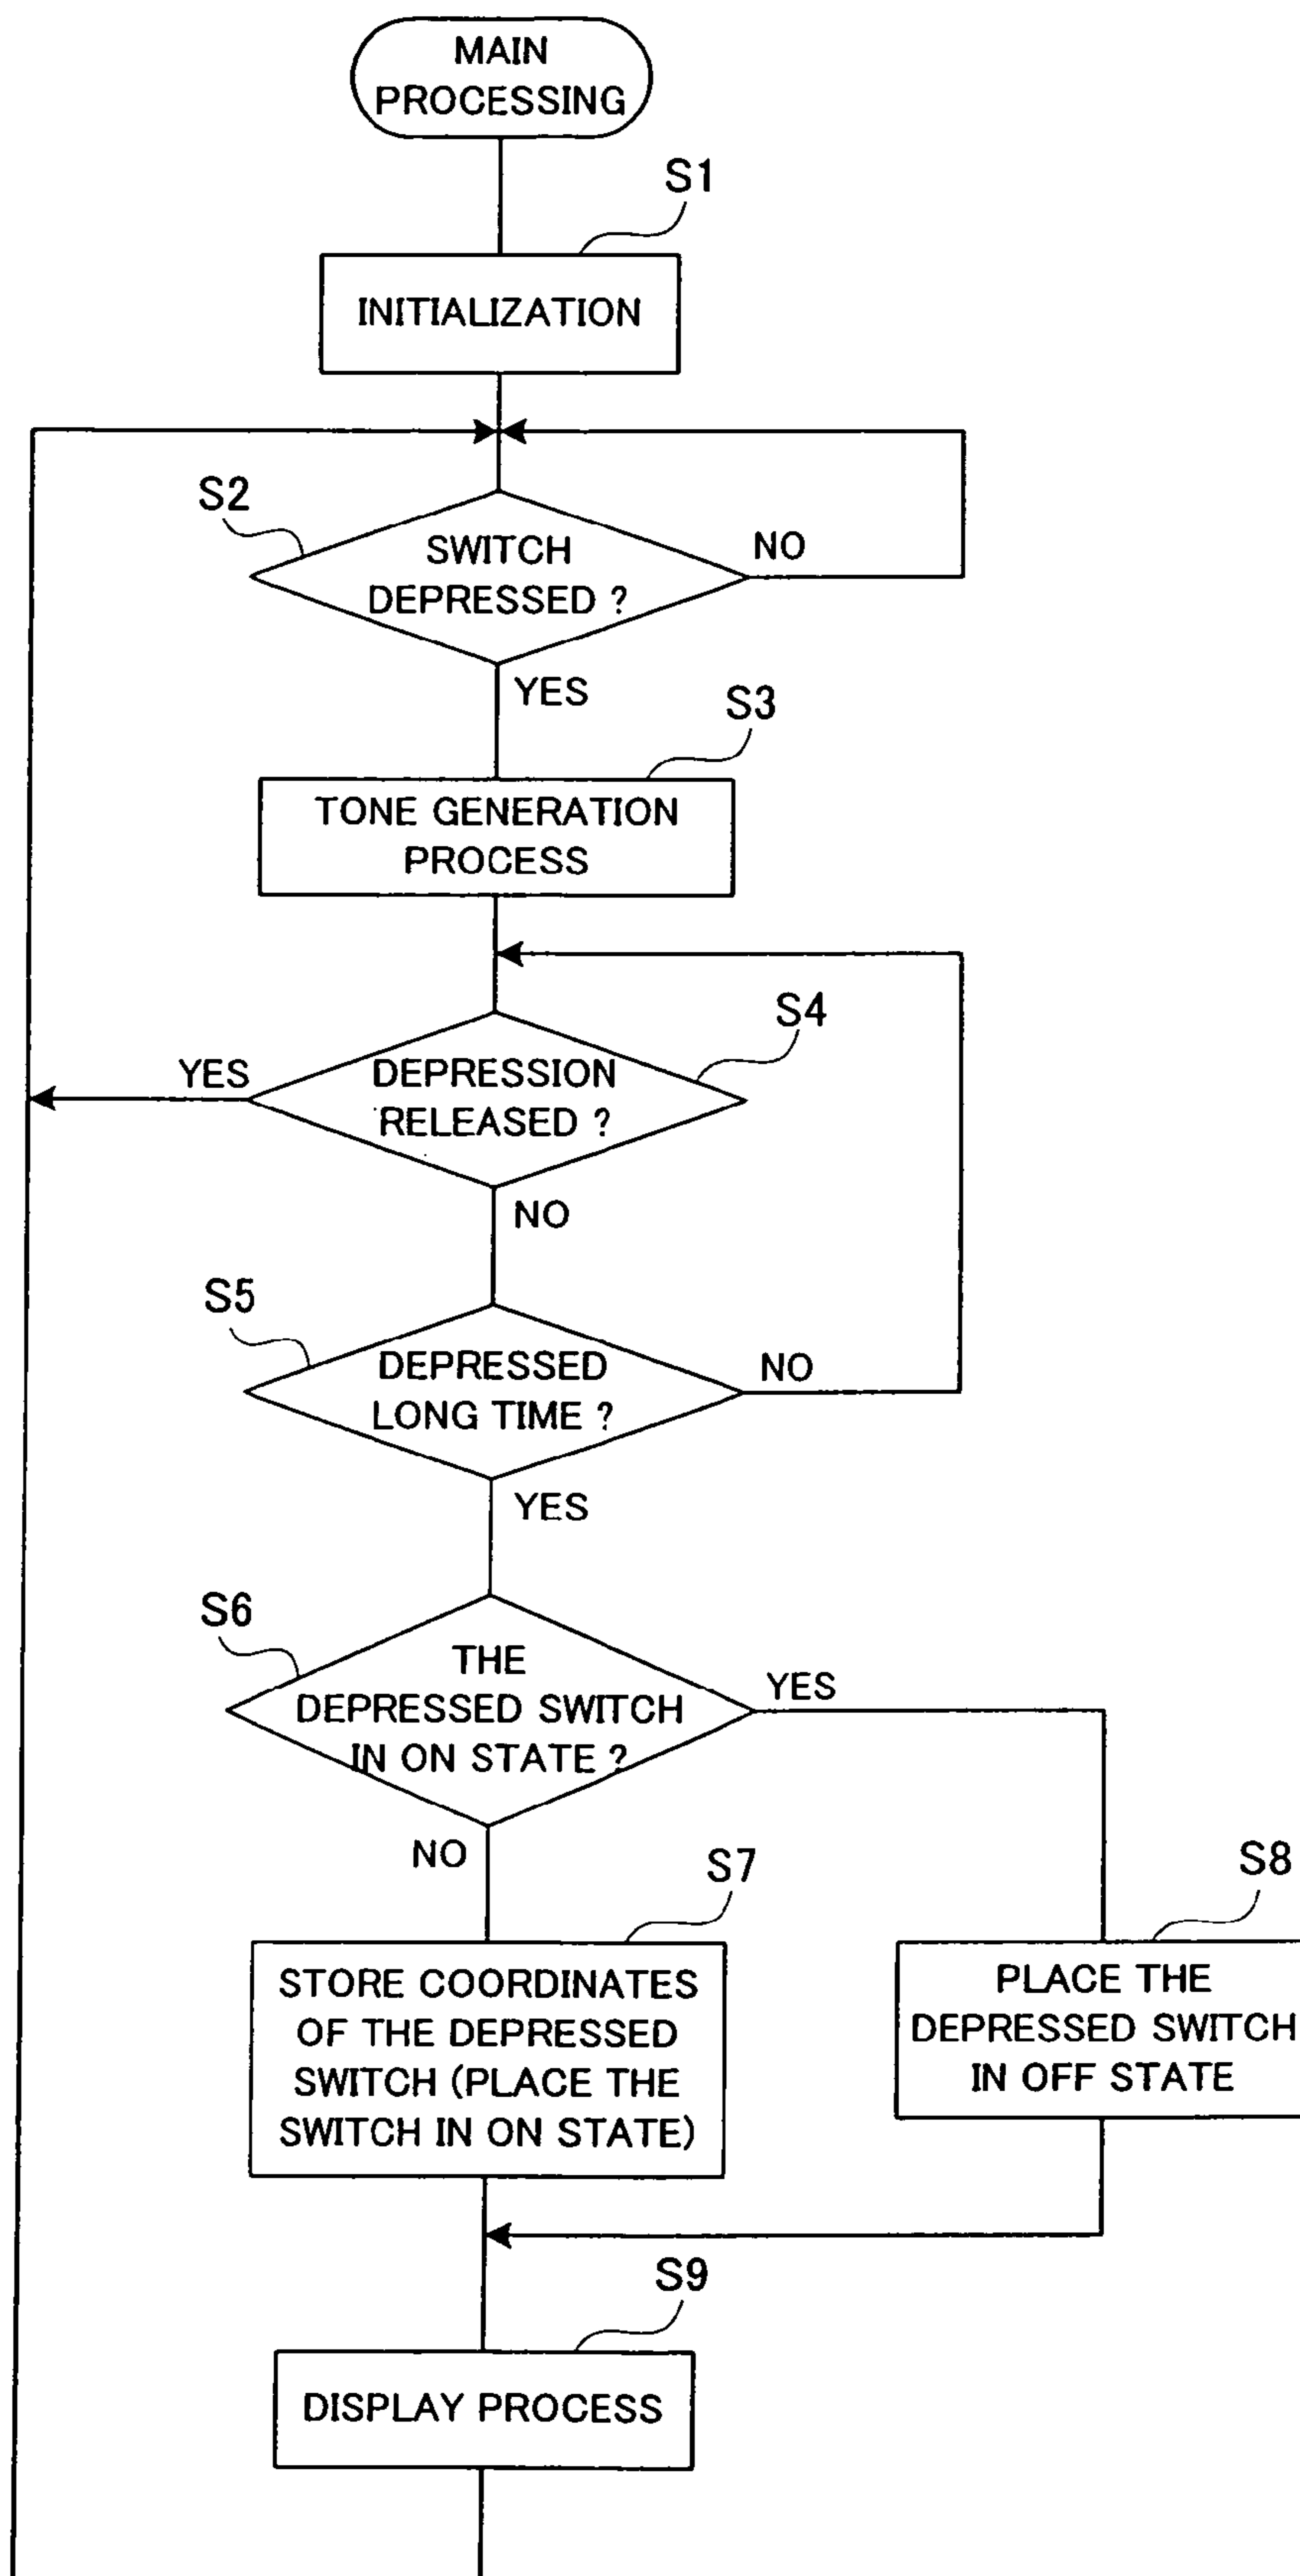 MAIN
PROCESSING
S1
INITIALIZATION
S2
SWITCH
DEPRESSED ?
NO
YES
S3
TONE GENERATION
PROCESS
S4
YES
DEPRESSION
RELEASED ?
NO
S5
DEPRESSED
LONG TIME ?
NO
YES
S6
THE
DEPRESSED SWITCH
IN ON STATE ?
YES
NO
S7
STORE COORDINATES
OF THE DEPRESSED
SWITCH (PLACE THE
SWITCH IN ON STATE)
S8
PLACE THE
DEPRESSED SWITCH
IN OFF STATE
S9
DISPLAY PROCESS